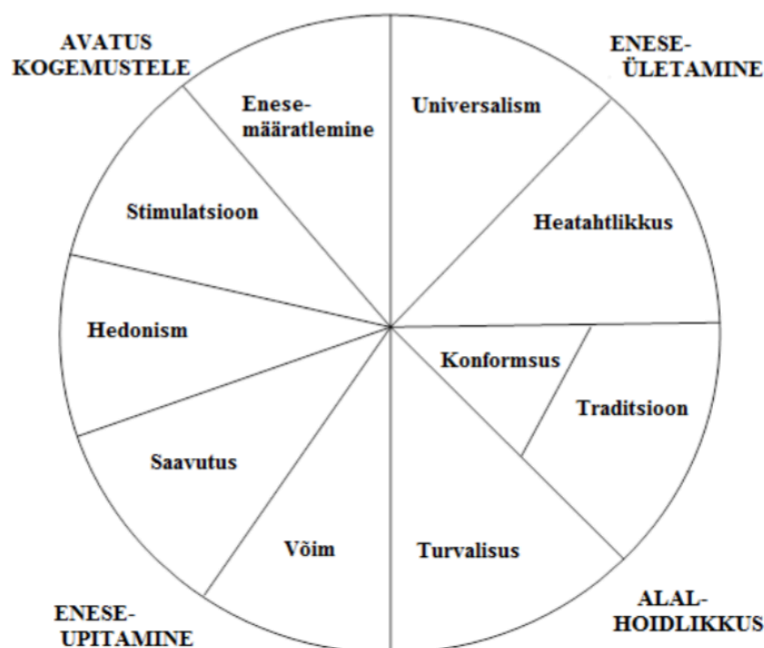 AVATUS
KOGEMUSTELE
ENESE-
ÜLETAMINE
Enese-
määratlemine
Universalism
Stimulatsioon
Heatahtlikkus
Hedonism
Konformsus
Traditsioon
Saavutus
Võim
Turvalisus
ENESE-
UPITAMINE
ALAL-
HOIDLIKKUS